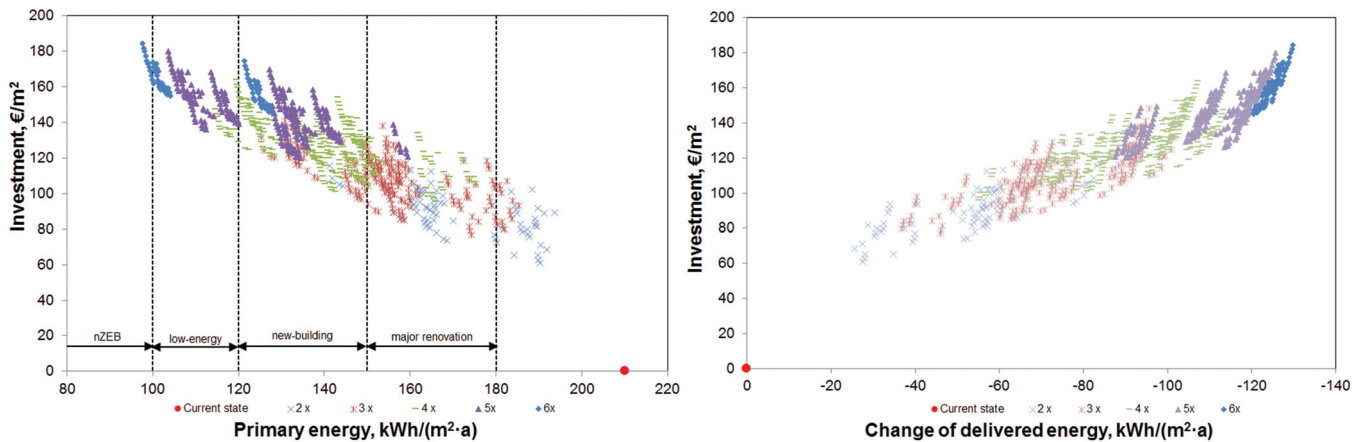 200
180
160
140
120
100
80
60
40
20
0
Investment, €/m²
nZEB
low-energy
new-building
major renovation
80 100 120 140 160 180 200 220
Current state 2 x 3 x 4 x 5x 6x
Primary energy, kWh/(m²·a)
200
180
160
140
120
100
80
60
40
20
0
Investment, €/m²
0 -20 -40 -60 -80 -100 -120 -140
Current state 2 x 3 x 4 x 5x 6x
Change of delivered energy, kWh/(m²·a)